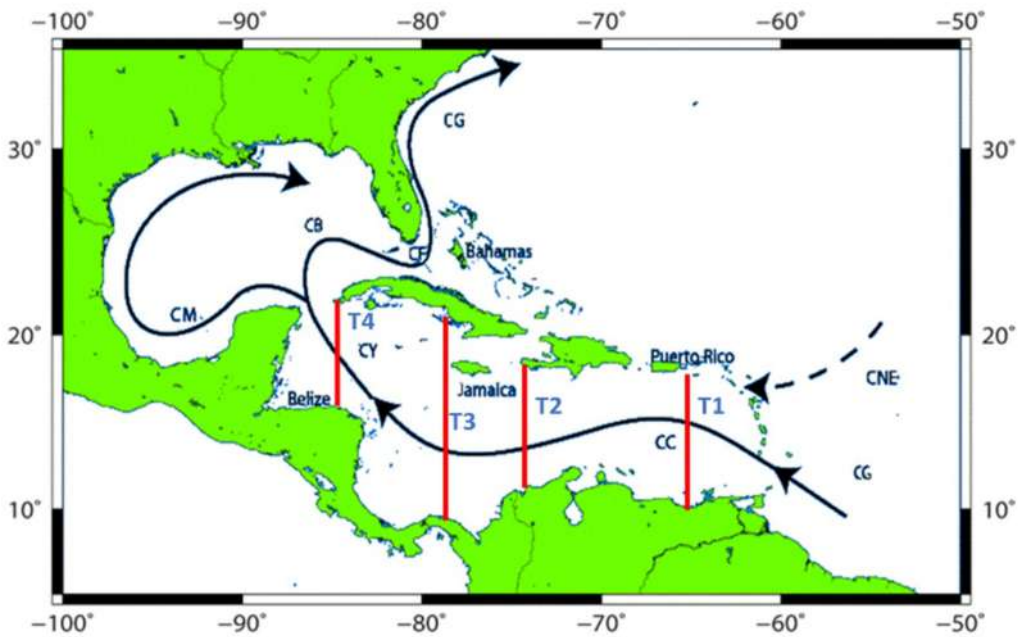 −100° −90° −80° −70° −60° −50°
CG
30° 30°
CB
CF Bahamas
CM
T4
20° 20°
CY
Puerto Rico
CNE
Jamaica
Belize
T3 T2 T1
CC
CG
10° 10°
−100° −90° −80° −70° −60° −50°